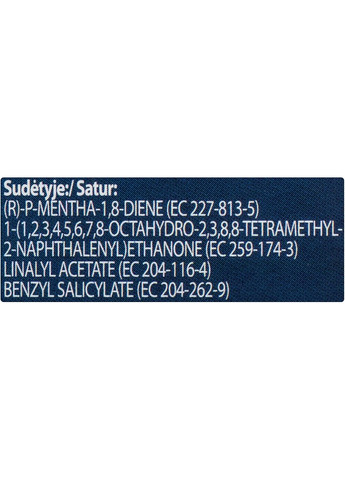 Sudėtyje:/ Satur:
(R)-P-MENTHA-1,8-DIENE (EC 227-813-5)
1-(1,2,3,4,5,6,7,8-OCTAHYDRO-2,3,8,8-TETRAMETHYL-
2-NAPHTHALENYL)ETHANONE (EC 259-174-3)
LINALYL ACETATE (EC 204-116-4)
BENZYL SALICYLATE (EC 204-262-9)